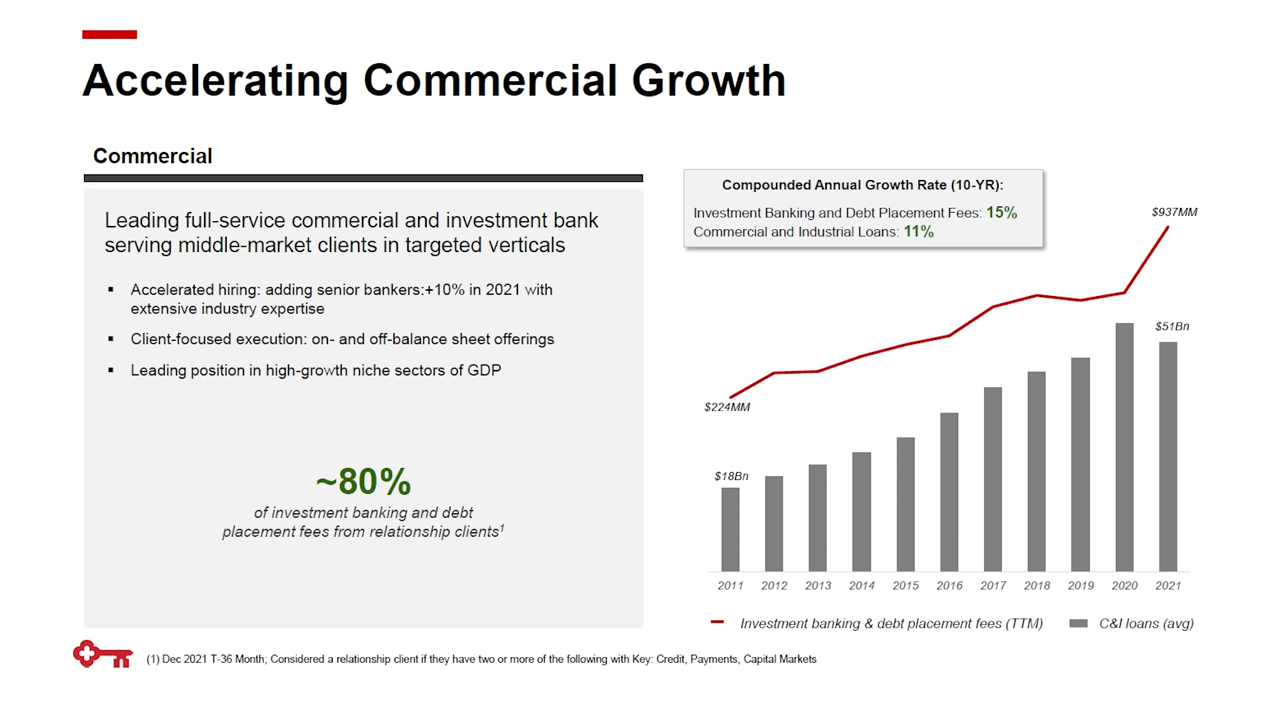 Accelerating Commercial Growth
Commercial
Leading full-service commercial and investment bank
serving middle-market clients in targeted verticals
▪ Accelerated hiring: adding senior bankers:+10% in 2021 with
extensive industry expertise
▪ Client-focused execution: on- and off-balance sheet offerings
▪ Leading position in high-growth niche sectors of GDP
~80%
of investment banking and debt
placement fees from relationship clients¹
Compounded Annual Growth Rate (10-YR):
Investment Banking and Debt Placement Fees: 15%
Commercial and Industrial Loans: 11%
$937MM
$51Bn
$224MM
$18Bn
2011 2012 2013 2014 2015 2016 2017 2018 2019 2020 2021
Investment banking & debt placement fees (TTM) C&I loans (avg)
(1) Dec 2021 T-36 Month; Considered a relationship client if they have two or more of the following with Key: Credit, Payments, Capital Markets